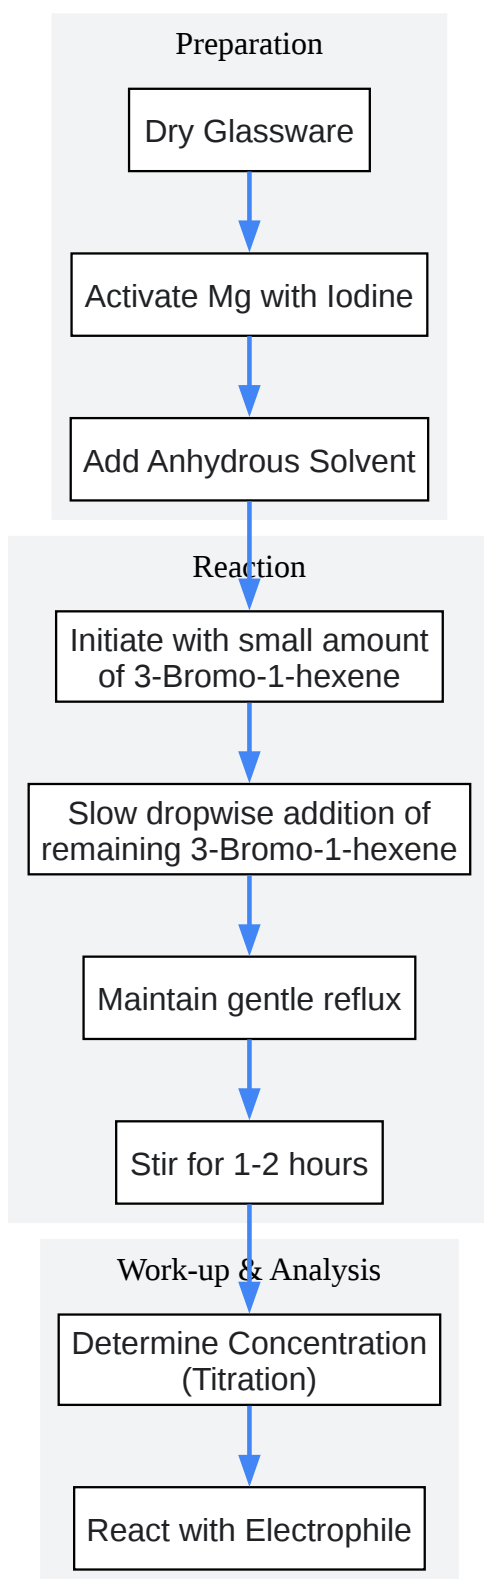 Preparation
Dry Glassware
Activate Mg with Iodine
Add Anhydrous Solvent
Reaction
Initiate with small amount
of 3-Bromo-1-hexene
Slow dropwise addition of
remaining 3-Bromo-1-hexene
Maintain gentle reflux
Stir for 1-2 hours
Work-up & Analysis
Determine Concentration
(Titration)
React with Electrophile